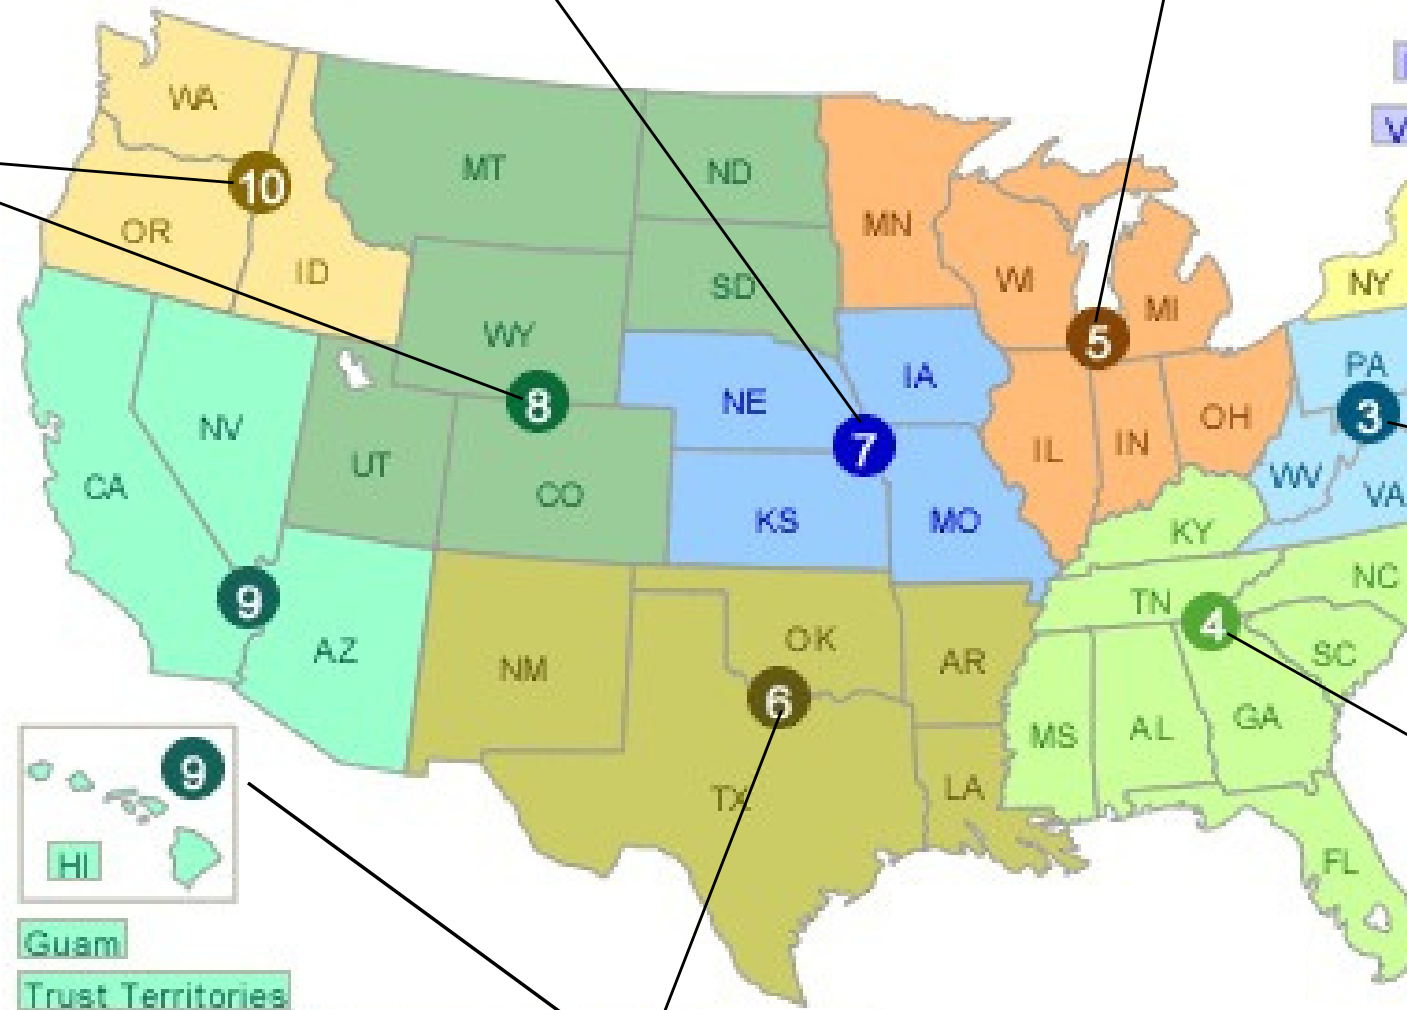 WA
MT
ND
MN
10
OR
ID
SD
WI
MI
NY
WY
5
PA
8
NE
IA
3
NV
7
OH
UT
IL
IN
CA
CO
WV
VA
KS
MO
KY
9
NC
TN
4
AZ
OK
NM
AR
SC
6
MS
AL
GA
9
TX
LA
HI
FL
Guam
Trust Territories